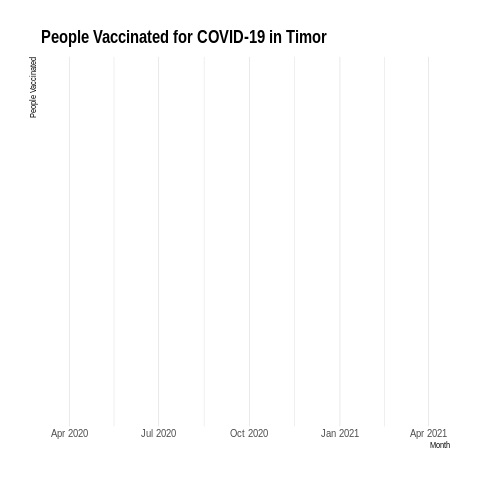 People Vaccinated for COVID-19 in Timor
People Vaccinated
Apr 2020
Jul 2020
Oct 2020
Jan 2021
Apr 2021
Month